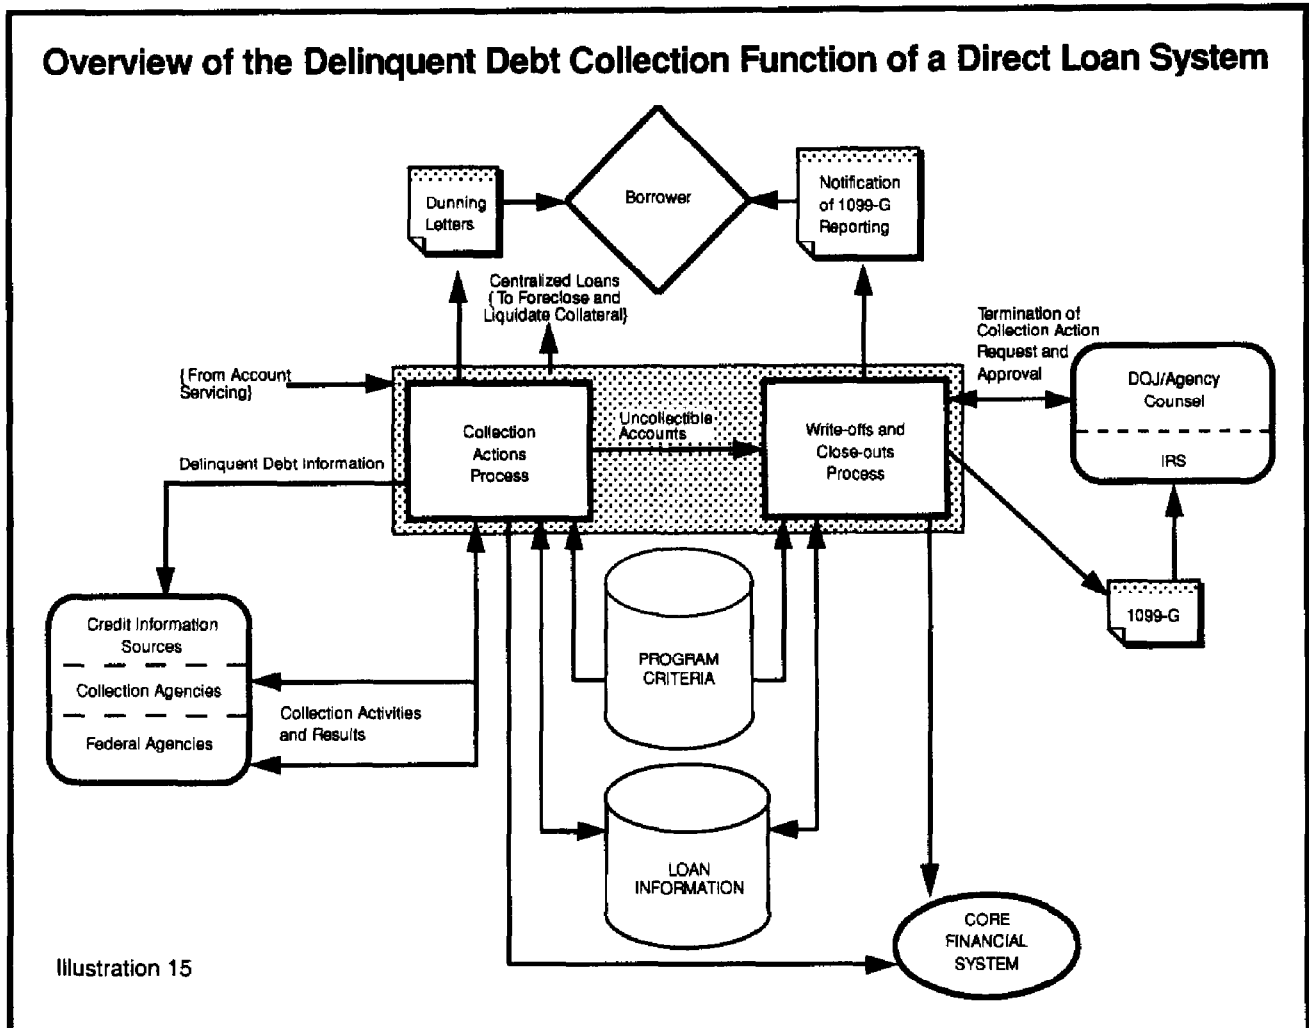 Overview of the Delinquent Debt Collection Function of a Direct Loan System
Dunning
Letters
Borrower
Notification
of 1099-G
Reporting
Centralized Loans
{To Foreclose and
Liquidate Collateral}
Termination of
Collection Action
Request and
Approval
{From Account
Servicing}
DOJ/Agency
Counsel
IRS
Collection
Actions
Process
Uncollectible
Accounts
Write-offs and
Close-outs
Process
Delinquent Debt Information
1099-G
Credit Information
Sources
Collection Agencies
Federal Agencies
Collection Activities
and Results
PROGRAM
CRITERIA
LOAN
INFORMATION
CORE
FINANCIAL
SYSTEM
Illustration 15